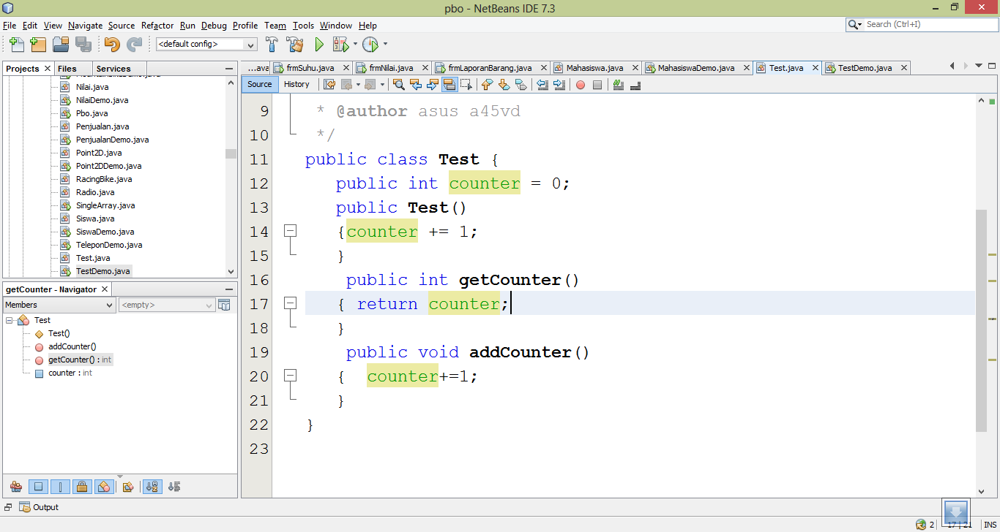 pbo - NetBeans IDE 7.3
File Edit View Navigate Source Refactor Run Debug Profile Team Tools Window Help
Search (Ctrl+I)
<default config>
Projects Files Services
...ava frmSuhu.java frmNilai.java frmLaporanBarang.java Mahasiswa.java MahasiswaDemo.java Test.java TestDemo.java
Source History
Nilai.java
NilaiDemo.java
Pbo.java
Penjualan.java
PenjualanDemo.java
Point2D.java
Point2DDemo.java
RacingBike.java
Radio.java
SingleArray.java
Siswa.java
SiswaDemo.java
TeleponDemo.java
Test.java
TestDemo.java
getCounter - Navigator
Members <empty>
Test
Test()
addCounter()
getCounter() : int
counter : int
9 * @author asus a45vd
10 */
11 public class Test {
12 public int counter = 0;
13 public Test()
14 {counter += 1;
15 }
16 public int getCounter()
17 { return counter;
18 }
19 public void addCounter()
20 { counter+=1;
21 }
22 }
23
Output
2 17 | 21 INS